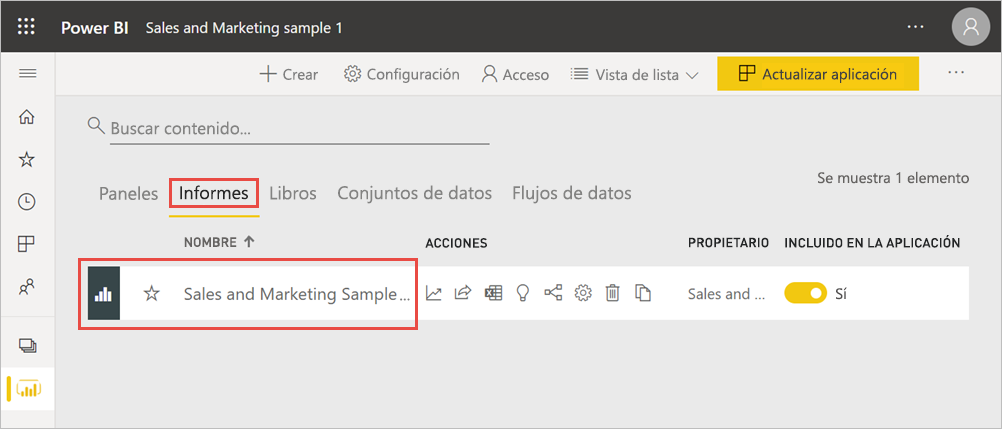 Power BI Sales and Marketing sample 1 ...
Crear Configuración Acceso Vista de lista Actualizar aplicación ...
Buscar contenido...
Se muestra 1 elemento
Paneles Informes Libros Conjuntos de datos Flujos de datos
NOMBRE ACCIONES PROPIETARIO INCLUIDO EN LA APLICACIÓN
Sales and Marketing Sample... Sales and ... Sí